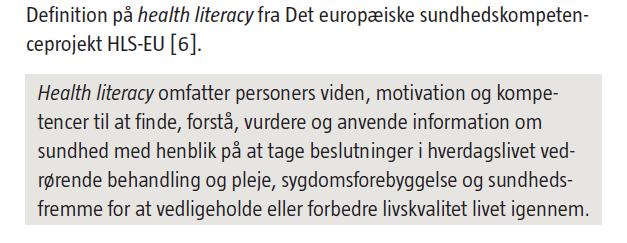 Definition på health literacy fra Det europæiske sundhedskompeten-
ceprojekt HLS-EU [6].
Health literacy omfatter personers viden, motivation og kompe-
tencer til at finde, forstå, vurdere og anvende information om
sundhed med henblik på at tage beslutninger i hverdagslivet ved-
rørende behandling og pleje, sygdomsforebyggelse og sundheds-
fremme for at vedligeholde eller forbedre livskvalitet livet igennem.